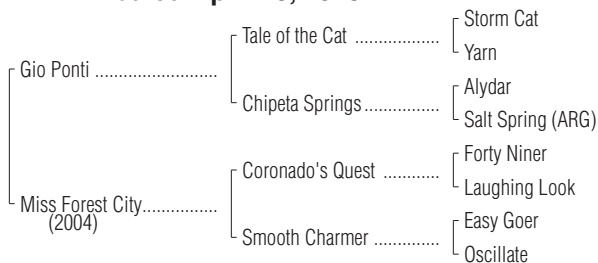 Storm Cat
Tale of the Cat ..................
Yarn
Gio Ponti ..........................
Alydar
Chipeta Springs ................
Salt Spring (ARG)
Forty Niner
Coronado's Quest ............
Laughing Look
Miss Forest City................
(2004)
Easy Goer
Smooth Charmer ..............
Oscillate